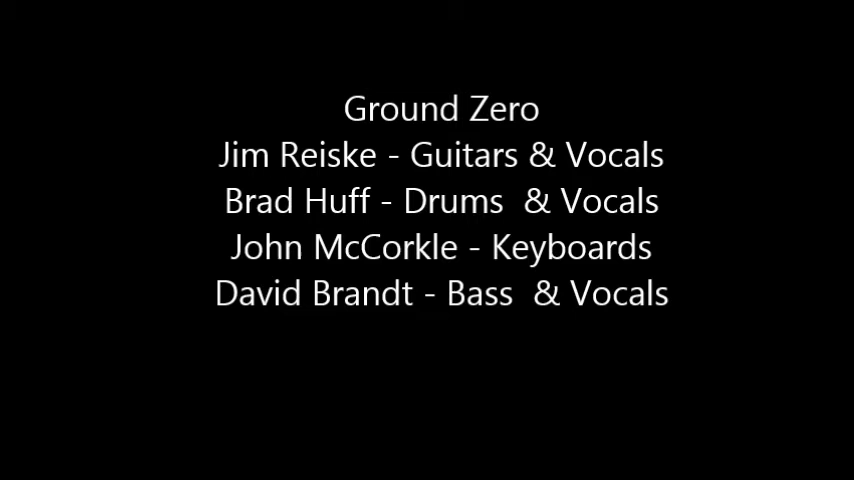 Ground Zero
Jim Reiske - Guitars & Vocals
Brad Huff - Drums  & Vocals
John McCorkle - Keyboards
David Brandt - Bass  & Vocals